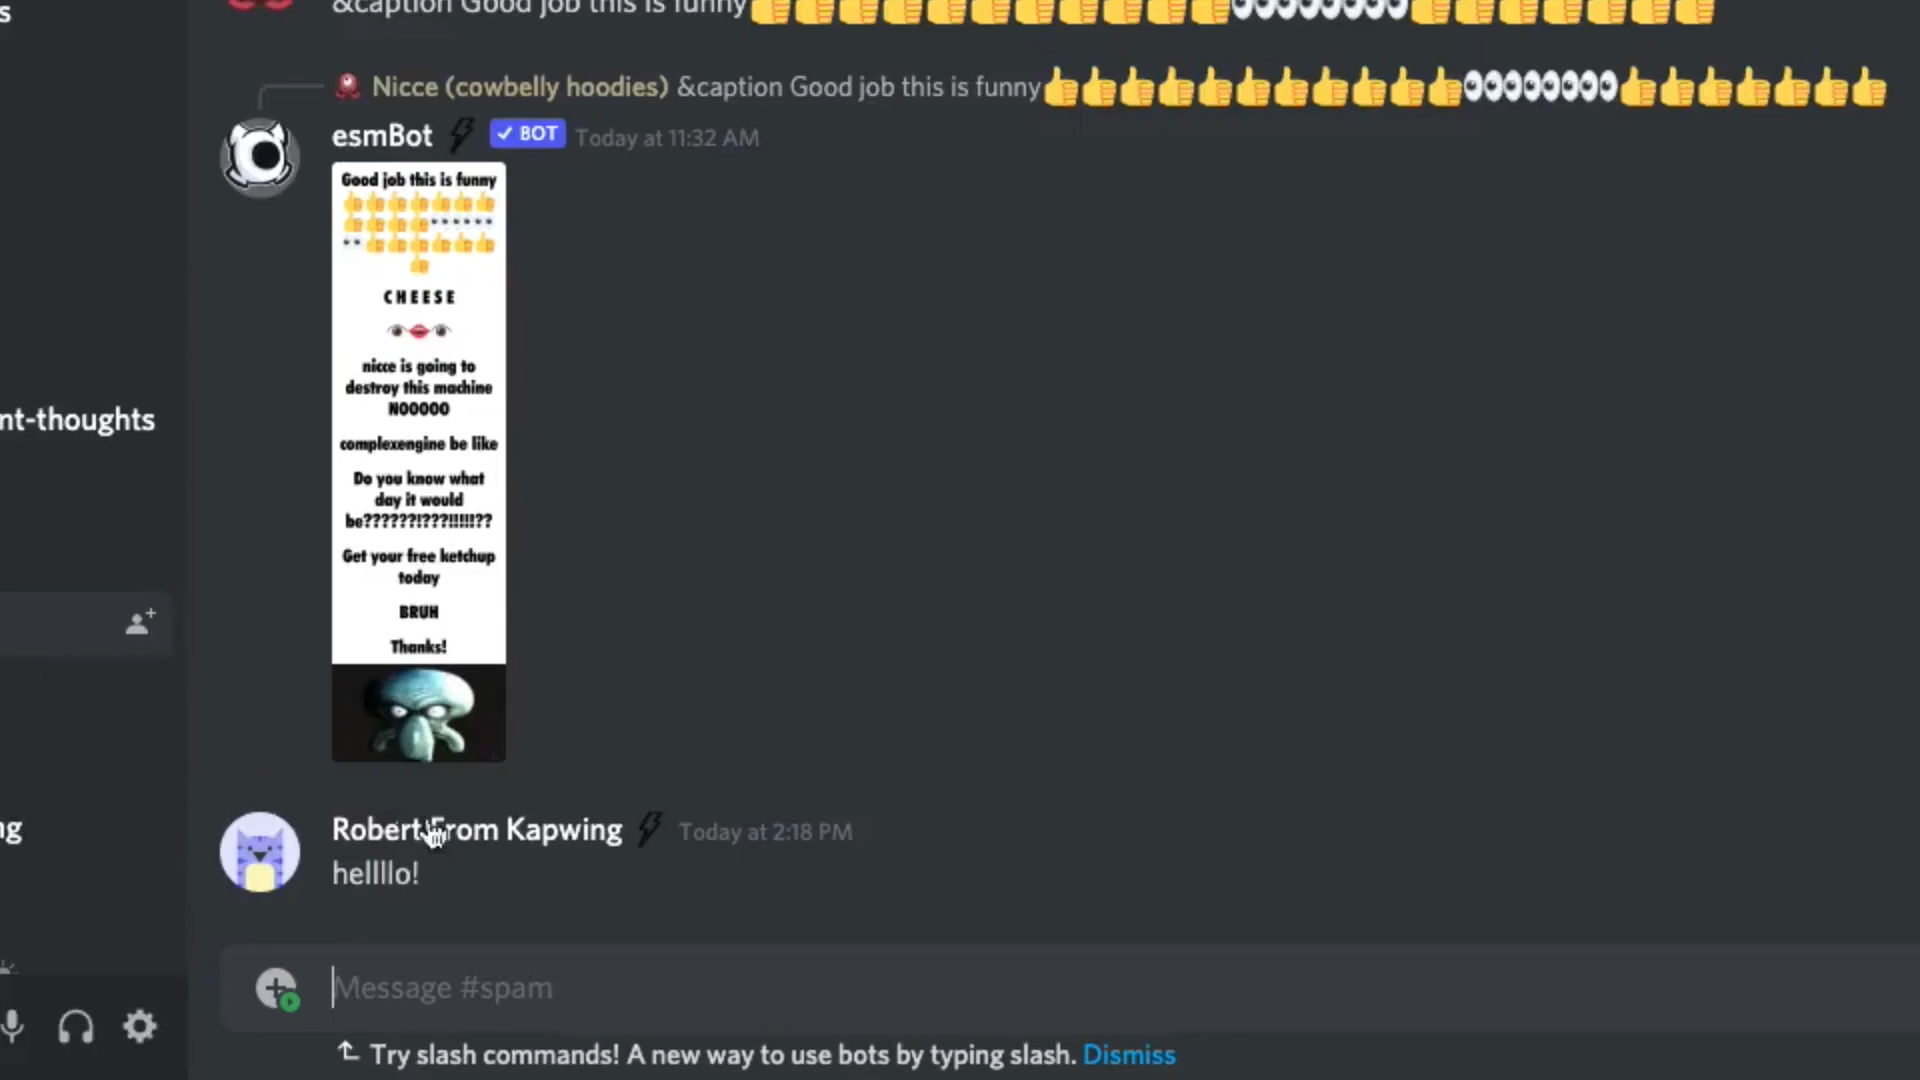 s
&caption Good job this is funny👍👍👍👍👍👍👍👍👍👍👍👀👀👀👀👍👍👍👍👍👍👍
Nicce (cowbelly hoodies) &caption Good job this is funny👍👍👍👍👍👍👍👍👍👍👍👀👀👀👀👍👍👍👍👍👍👍
esmBot ✓ BOT Today at 11:32 AM
Good job this is funny
👍👍👍👍👍👍👍
👍👍👍👍👀👀👀
👀👍👍👍👍👍👍
👍
CHEESE
👁👄👁
nicce is going to
destroy this machine
NOOOOO
complexengine be like
Do you know what
day it would
be??????!???!!!!!!??
Get your free ketchup
today
BRUH
Thanks!
nt-thoughts
Robert From Kapwing Today at 2:18 PM
hellllo!
ng
Message #spam
Try slash commands! A new way to use bots by typing slash. Dismiss